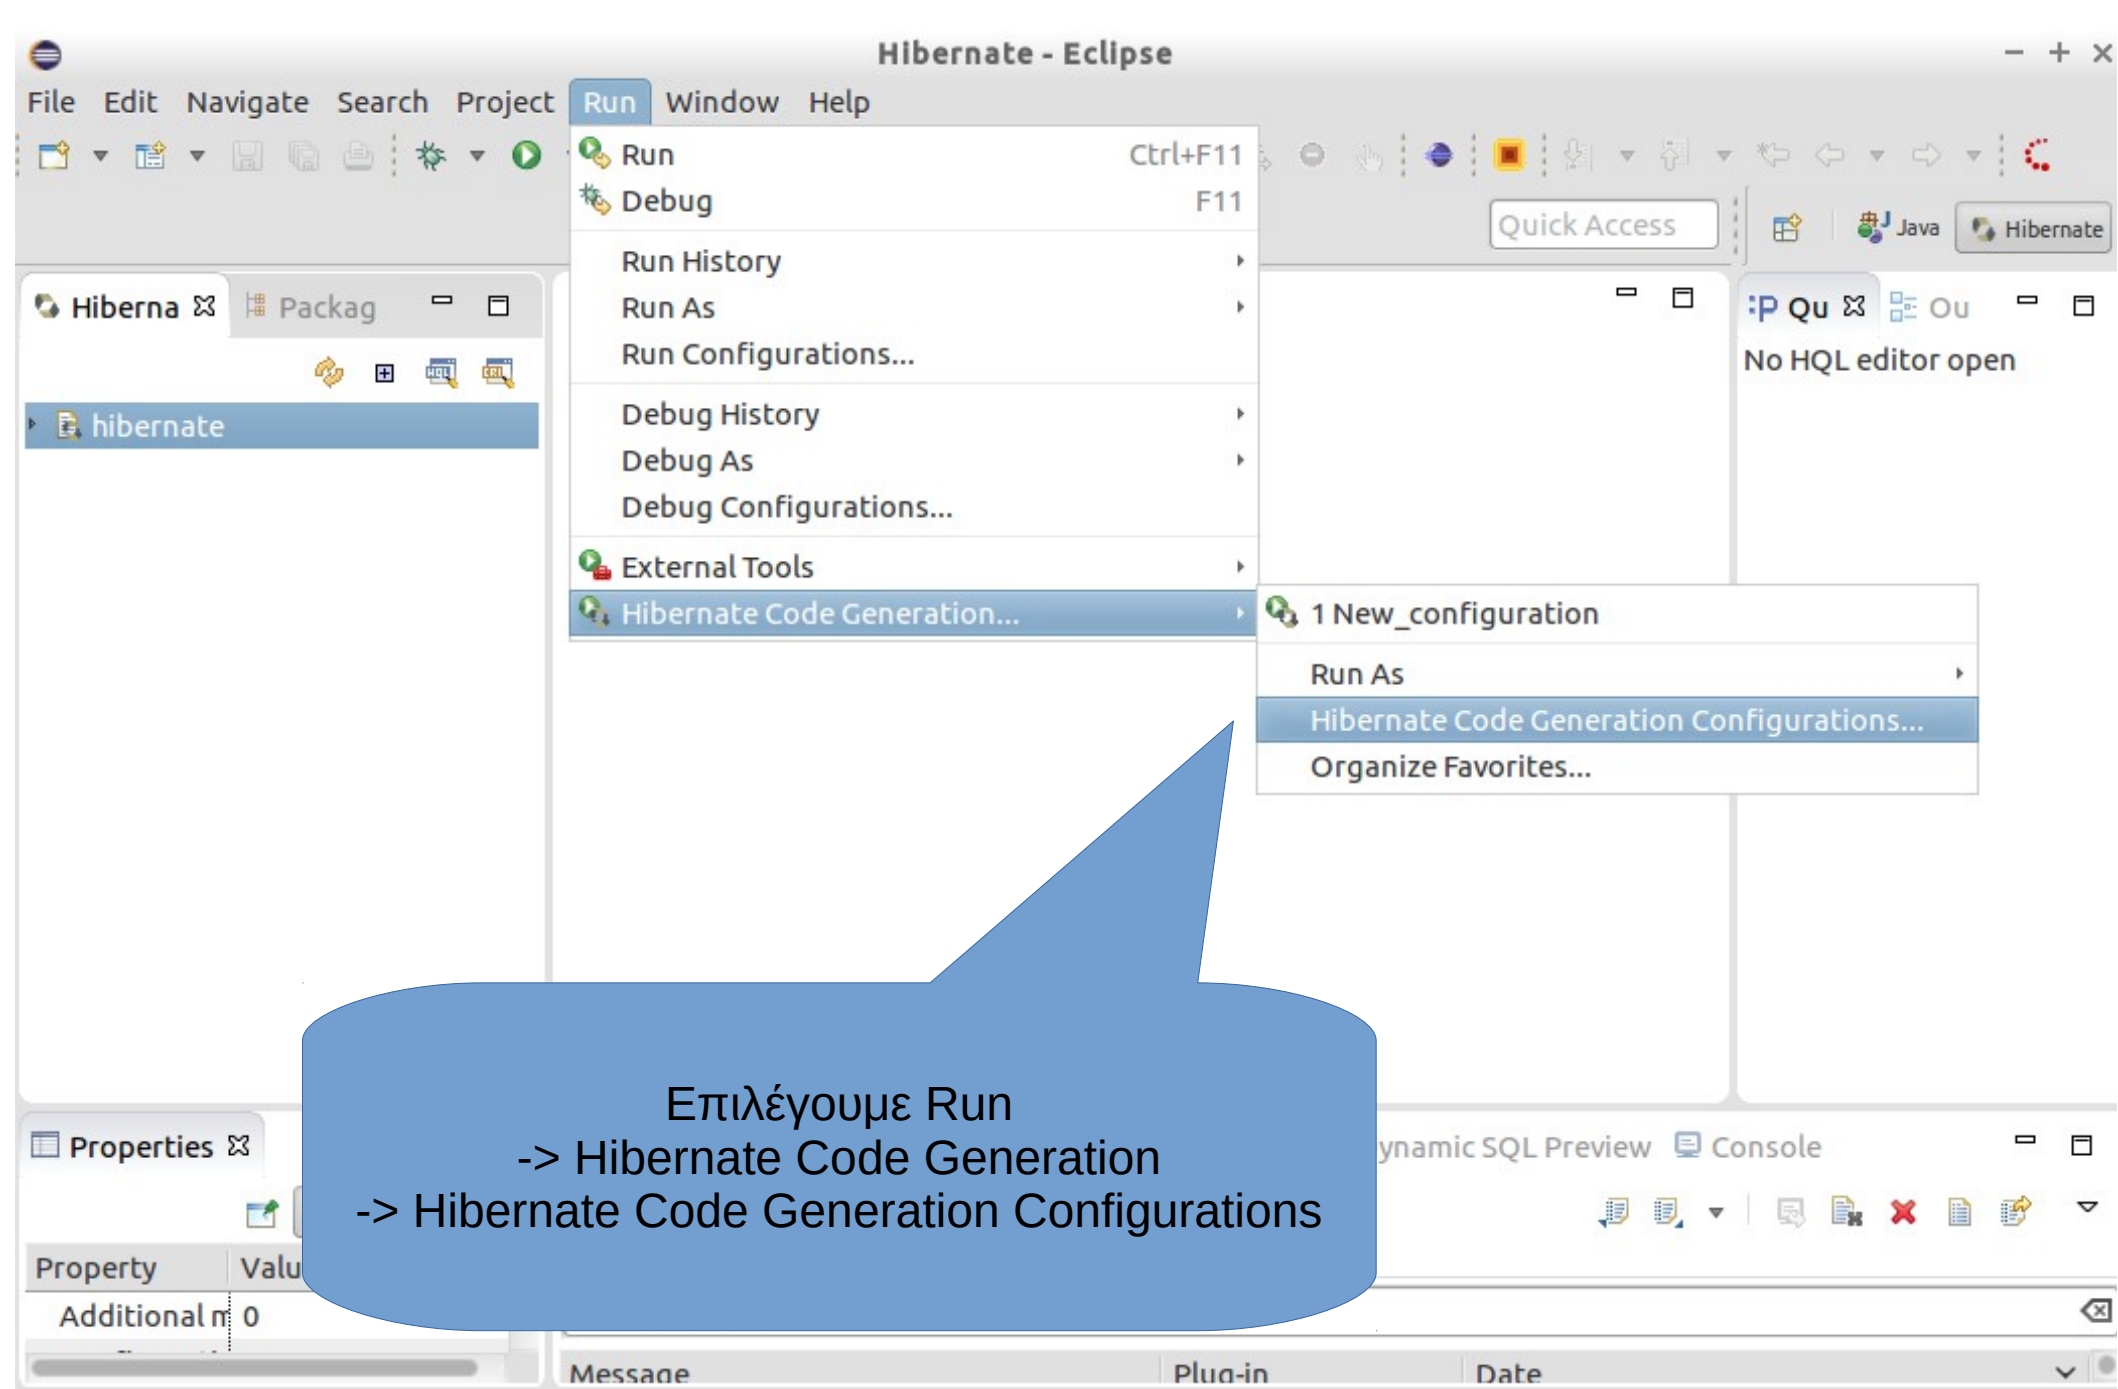 Hibernate - Eclipse
File Edit Navigate Search Project Run Window Help
Run Ctrl+F11
Debug F11
Quick Access
Java
Hibernate
Run History
Run As
Run Configurations...
Debug History
Debug As
Debug Configurations...
External Tools
Hibernate Code Generation...
1 New_configuration
Run As
Hibernate Code Generation Configurations...
Organize Favorites...
Hiberna
Packag
hibernate
:P Qu
Ou
No HQL editor open
Επιλέγουμε Run
-> Hibernate Code Generation
-> Hibernate Code Generation Configurations
Properties
Property Valu
Additional 0
ynamic SQL Preview Console
Message Plug-in Date